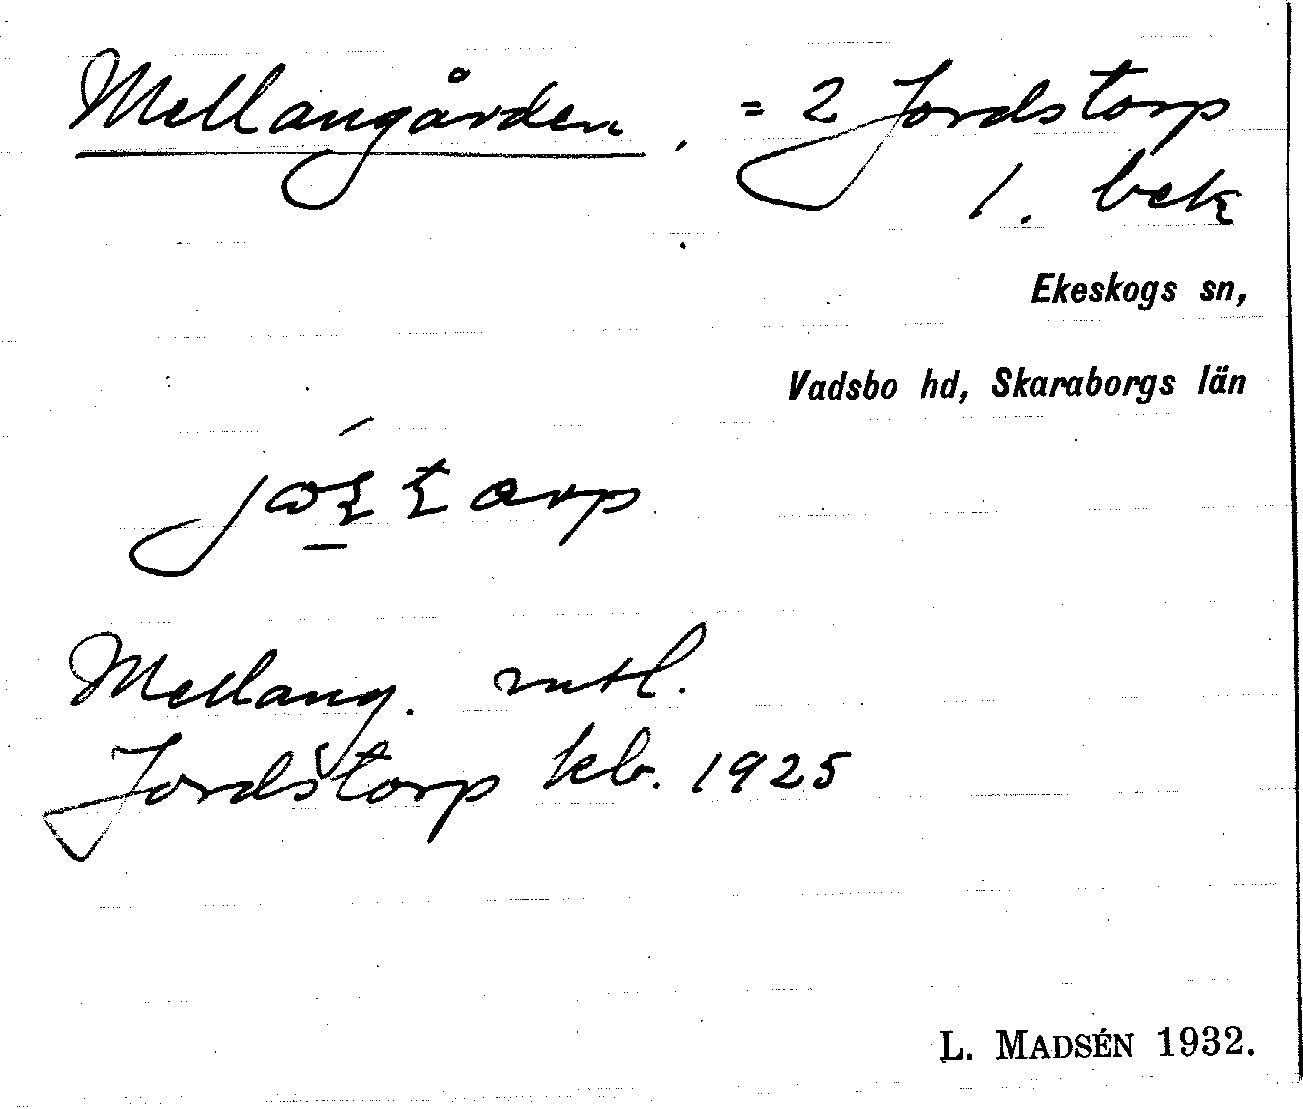 Mellangården, = 2 Jordstorp
1. bek
Ekeskogs sn,
Vadsbo hd, Skaraborgs län
Mellang. mtl.
Jordstorp kb. 1925
L. MADSÉN 1932.